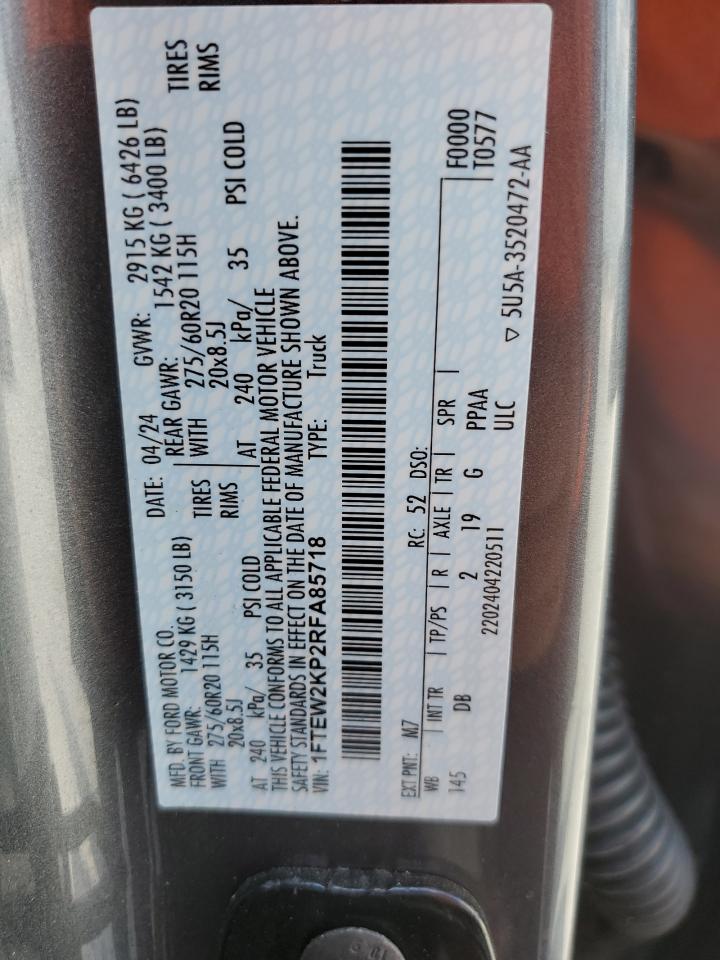 MFD. BY FORD MOTOR CO.
DATE: 04/24 GVWR: 2915 KG ( 6426 LB)
FRONT GAWR: 1429 KG ( 3150 LB)
REAR GAWR: 1542 KG ( 3400 LB)
WITH 275/60R20 115H TIRES
WITH 275/60R20 115H TIRES
20x8.5J RIMS
20x8.5J RIMS
AT 240 kPa/ 35 PSI COLD
AT 240 kPa/ 35 PSI COLD
THIS VEHICLE CONFORMS TO ALL APPLICABLE FEDERAL MOTOR VEHICLE
SAFETY STANDARDS IN EFFECT ON THE DATE OF MANUFACTURE SHOWN ABOVE.
VIN: 1FTEW2KP2RFA85718 TYPE: Truck
EXT PNT: M7 RC: 52 DSO: F0000
WB INT TR TP/PS R AXLE TR SPR T0577
145 DB 2 19 G PPAA
2202404220511 ULC
▽ 5U5A-3520472-AA